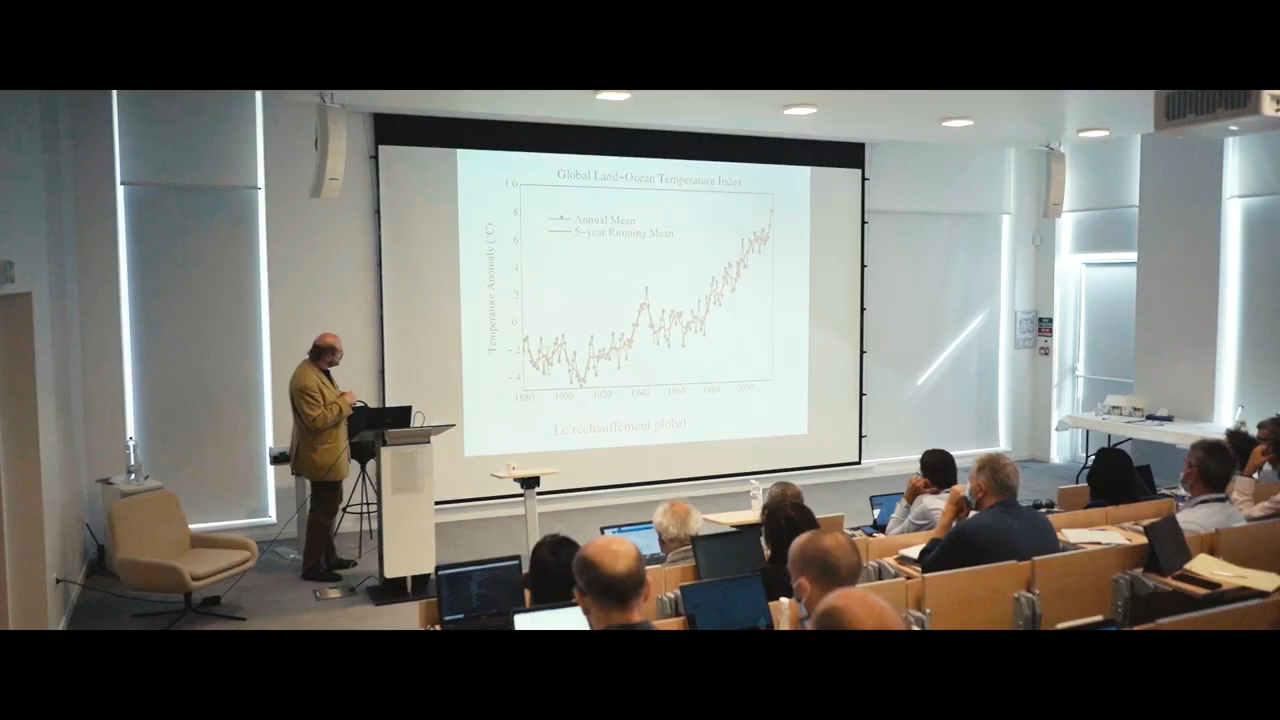 Global Land-Ocean Temperature Index
1.0
.8
.6
.4
.2
0
-.2
-.4
Temperature Anomaly (°C)
Annual Mean
5-year Running Mean
1880 1900 1920 1940 1960 1980 2000
Le réchauffement global